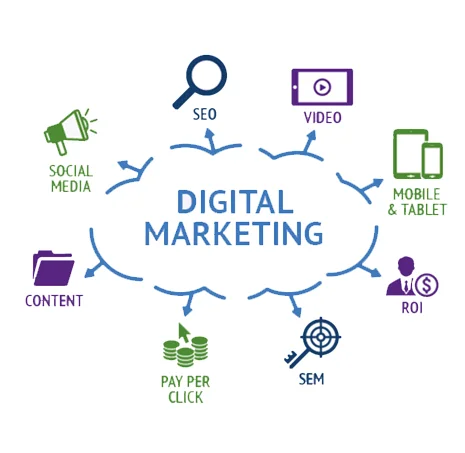 SEO
VIDEO
SOCIAL
MEDIA
MOBILE
& TABLET
DIGITAL
MARKETING
CONTENT
$
ROI
PAY PER
CLICK
SEM